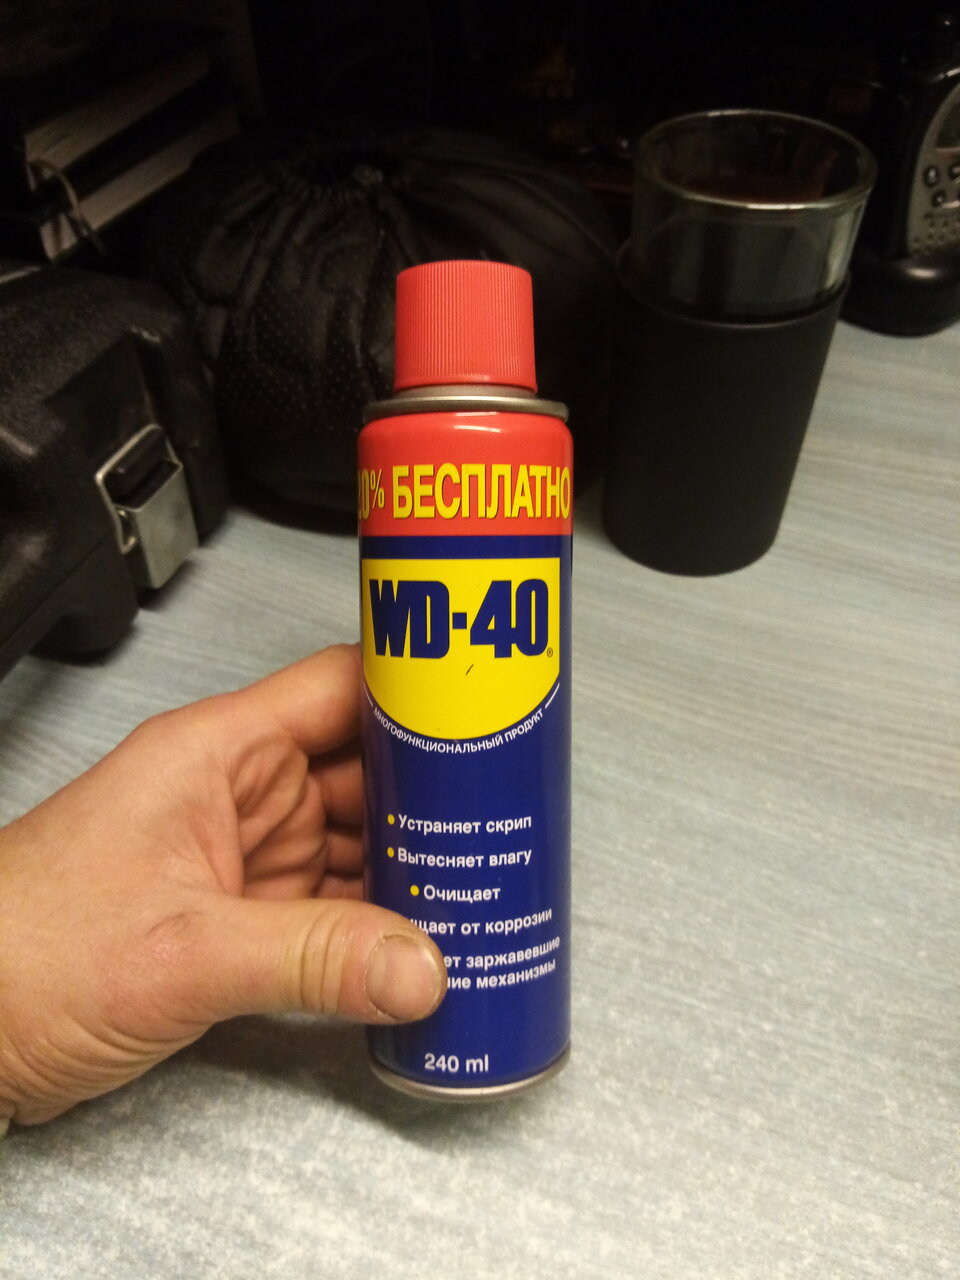 % БЕСПЛАТНО
WD-40®
МНОГОФУНКЦИОНАЛЬНЫЙ ПРОДУКТ
• Устраняет скрип
• Вытесняет влагу
• Очищает
от коррозии
заржавевшие
механизмы
240 ml